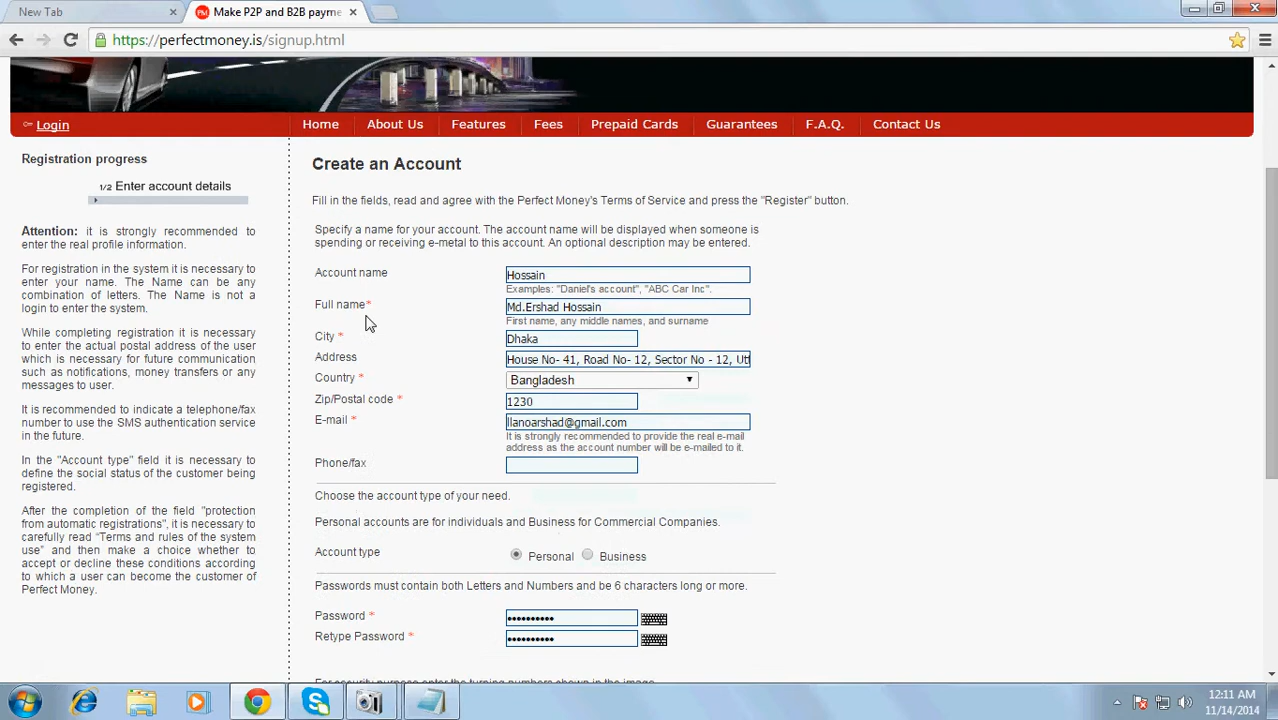 New Tab
PM Make P2P and B2B payme
https://perfectmoney.is/signup.html
Login
Home
About Us
Features
Fees
Prepaid Cards
Guarantees
F.A.Q.
Contact Us
Registration progress
1/2 Enter account details
Attention: it is strongly recommended to
enter the real profile information.
For registration in the system it is necessary to
enter your name. The Name can be any
combination of letters. The Name is not a
login to enter the system.
While completing registration it is necessary
to enter the actual postal address of the user
which is necessary for future communication
such as notifications, money transfers or any
messages to user.
It is recommended to indicate a telephone/fax
number to use the SMS authentication service
in the future.
In the "Account type" field it is necessary to
define the social status of the customer being
registered.
After the completion of the field "protection
from automatic registrations", it is necessary to
carefully read "Terms and rules of the system
use" and then make a choice whether to
accept or decline these conditions according
to which a user can become the customer of
Perfect Money.
Create an Account
Fill in the fields, read and agree with the Perfect Money's Terms of Service and press the "Register" button.
Specify a name for your account. The account name will be displayed when someone is
spending or receiving e-metal to this account. An optional description may be entered.
Account name
Hossain
Examples: "Daniel's account", "ABC Car Inc".
Full name*
Md.Ershad Hossain
First name, any middle names, and surname
City *
Dhaka
Address
House No- 41, Road No- 12, Sector No - 12, Utt
Country *
Bangladesh
Zip/Postal code *
1230
E-mail *
llanoarshad@gmail.com
It is strongly recommended to provide the real e-mail
address as the account number will be e-mailed to it.
Phone/fax
Choose the account type of your need.
Personal accounts are for individuals and Business for Commercial Companies.
Account type
Personal
Business
Passwords must contain both Letters and Numbers and be 6 characters long or more.
Password *
••••••••••
Retype Password *
••••••••••
For security purpose enter the turning numbers shown in the image
12:11 AM
11/14/2014